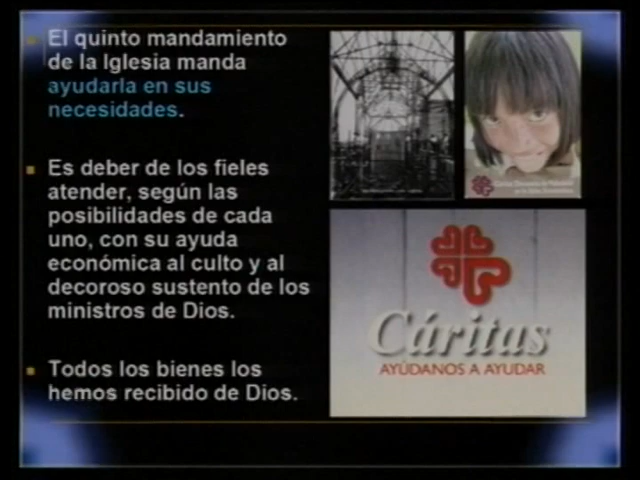 El quinto mandamiento
de la Iglesia manda
ayudarla en sus
necesidades.
Es deber de los fieles
atender, según las
posibilidades de cada
uno, con su ayuda
económica al culto y al
decoroso sustento de los
ministros de Dios.
Todos los bienes los
hemos recibido de Dios.
Cáritas
AYÚDANOS A AYUDAR